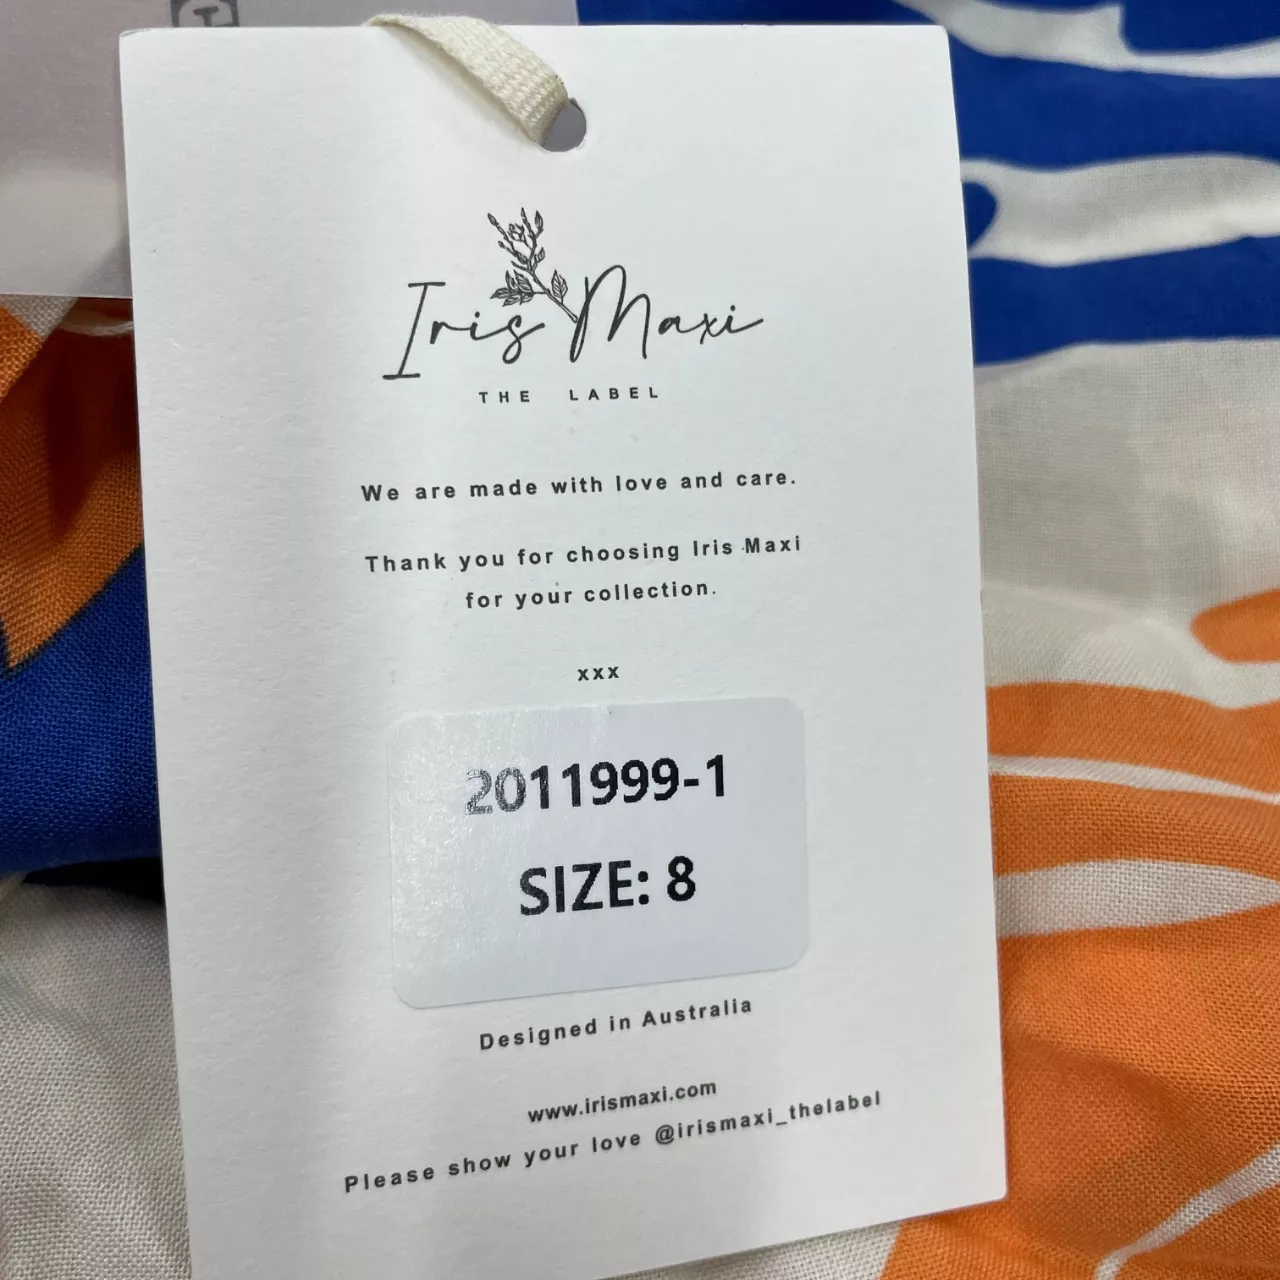 Iris Maxi
THE LABEL
We are made with love and care.
Thank you for choosing Iris Maxi
for your collection.
xxx
2011999-1
SIZE: 8
Designed in Australia
www.irismaxi.com
Please show your love @irismaxi_thelabel